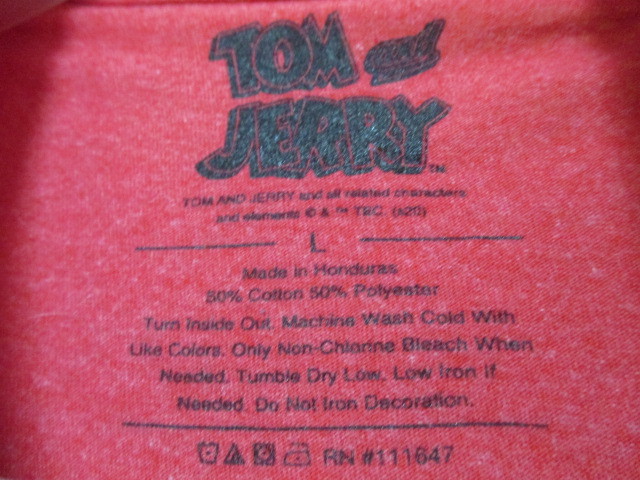 TOM and
JERRY™
TOM AND JERRY and all related characters
and elements © & ™ TEC. (s20)
L
Made in Honduras
50% Cotton 50% Polyester
Turn Inside Out. Machine Wash Cold With
Like Colors. Only Non-Chlorine Bleach When
Needed. Tumble Dry Low. Low Iron If
Needed. Do Not Iron Decoration.
RN #111647